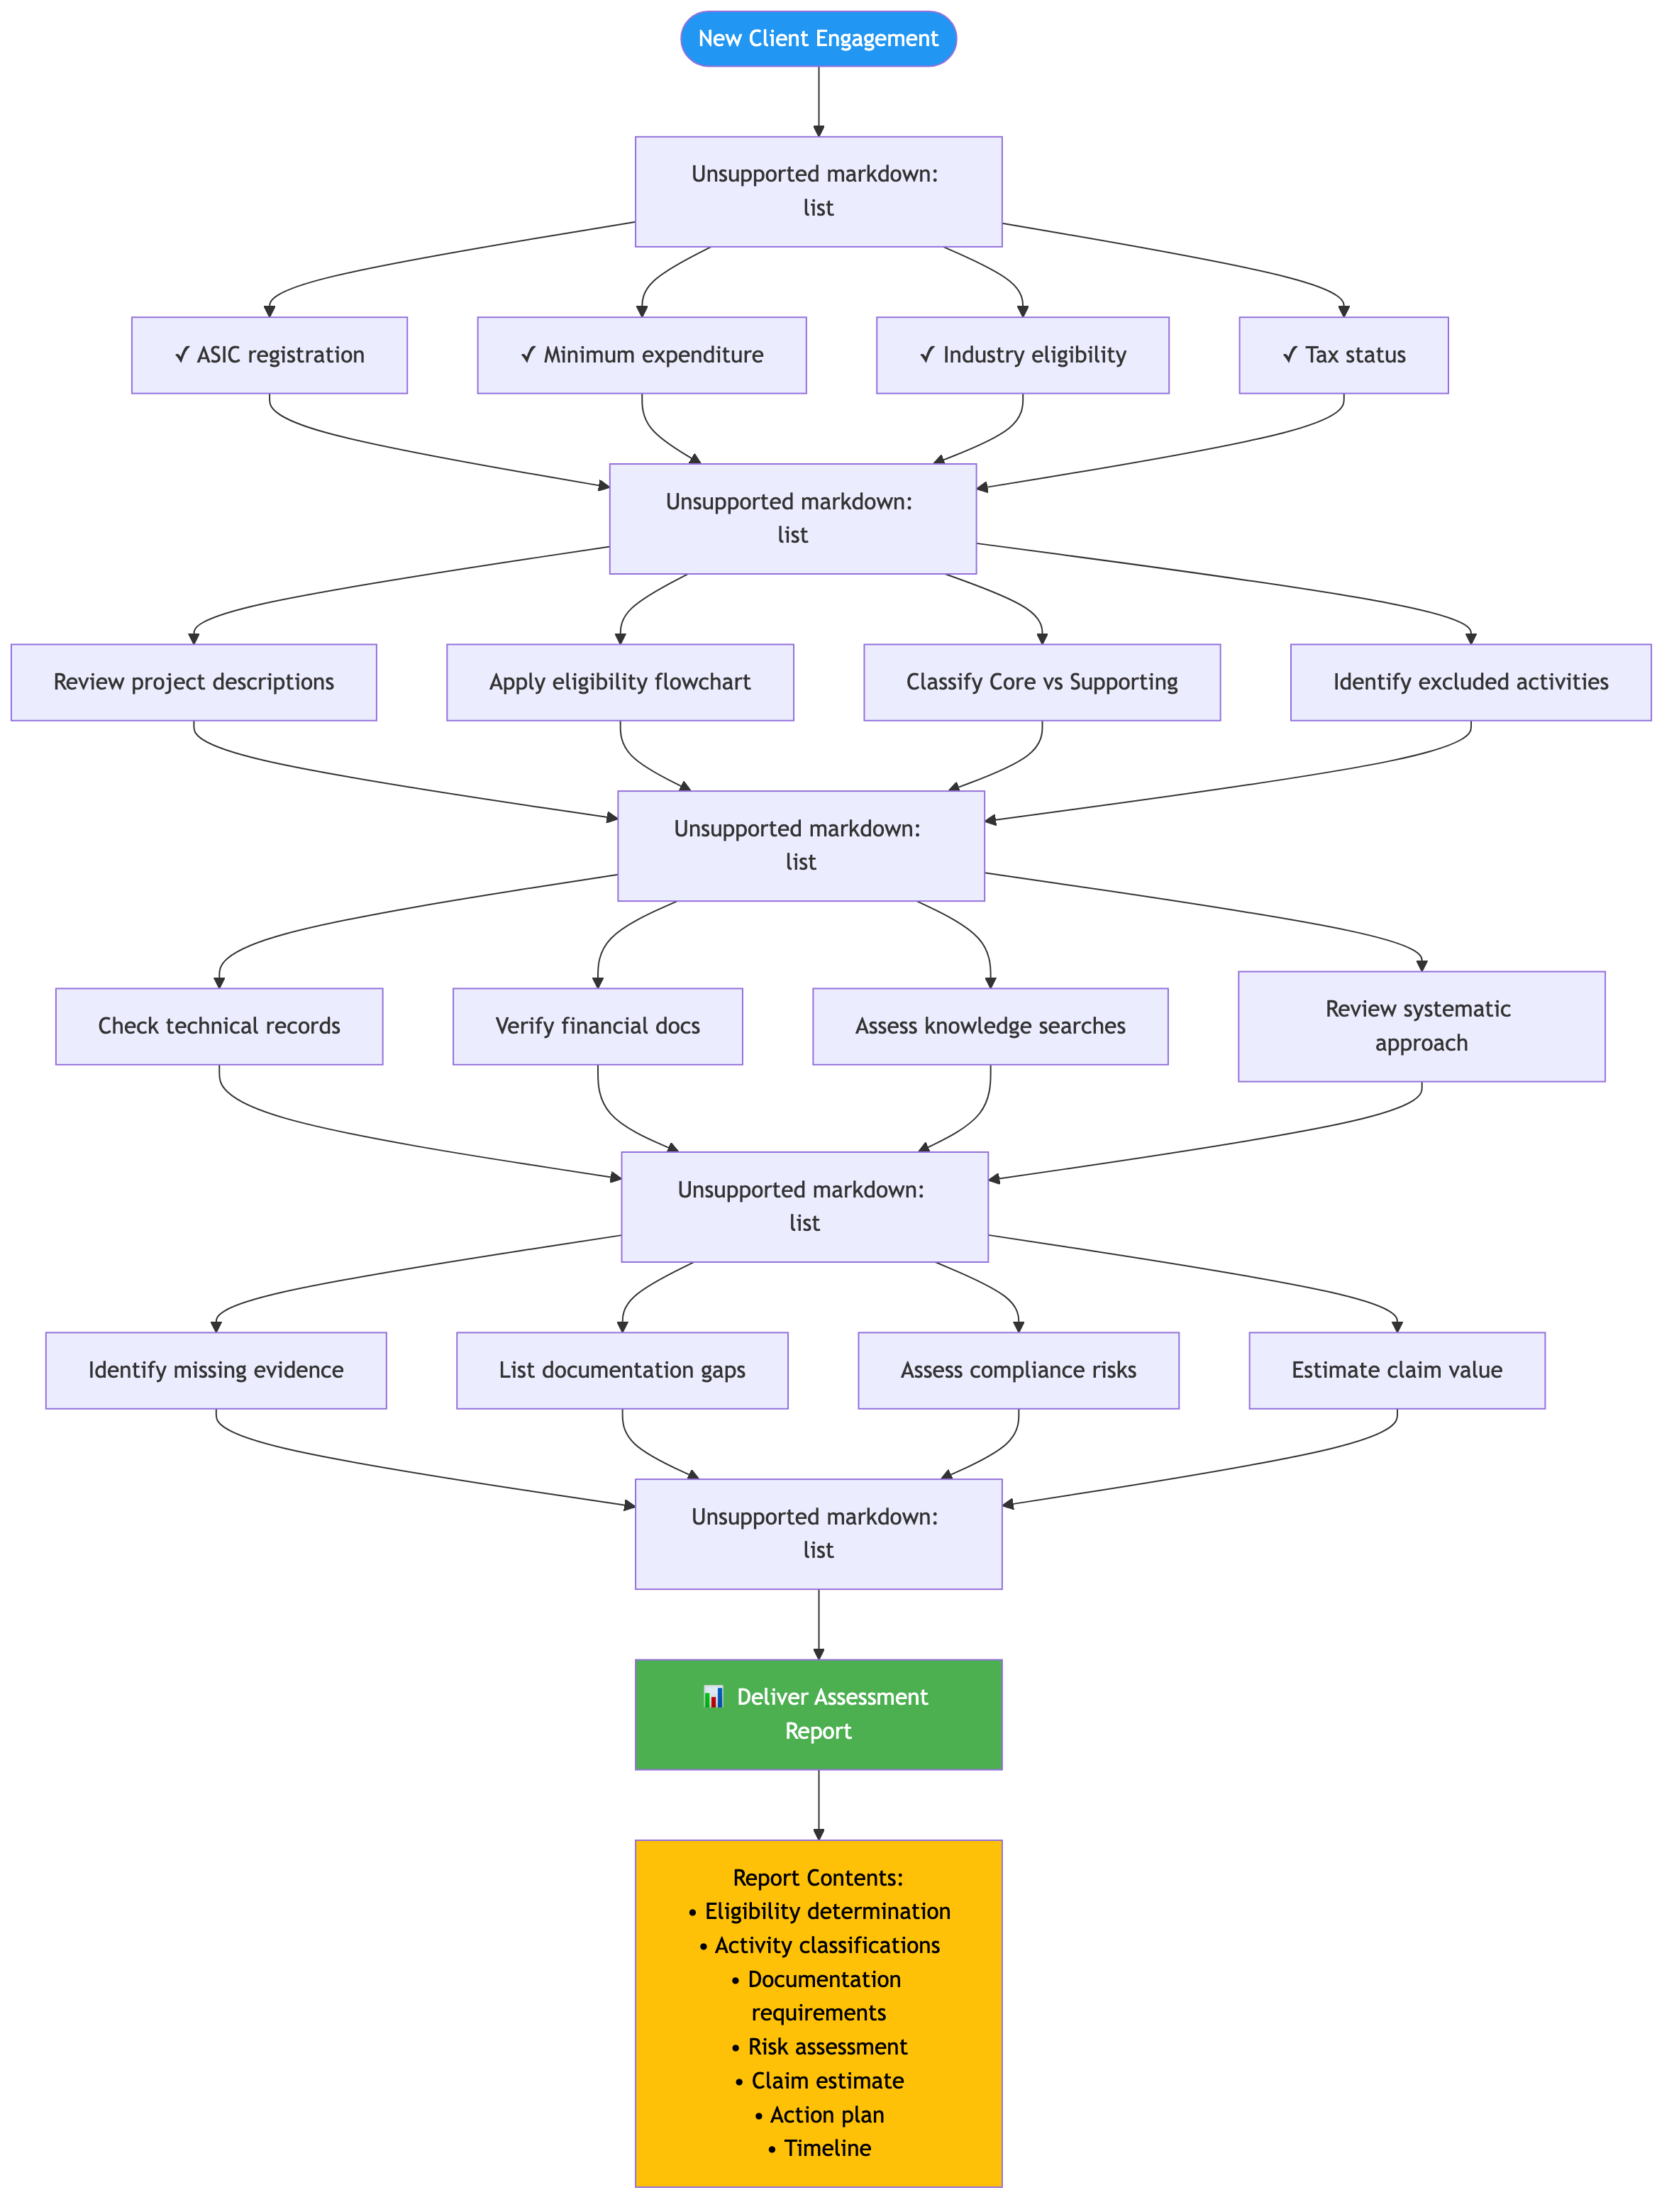 New Client Engagement
Unsupported markdown:
list
✓ ASIC registration
✓ Minimum expenditure
✓ Industry eligibility
✓ Tax status
Unsupported markdown:
list
Review project descriptions
Apply eligibility flowchart
Classify Core vs Supporting
Identify excluded activities
Unsupported markdown:
list
Check technical records
Verify financial docs
Assess knowledge searches
Review systematic
approach
Unsupported markdown:
list
Identify missing evidence
List documentation gaps
Assess compliance risks
Estimate claim value
Unsupported markdown:
list
📊 Deliver Assessment
Report
Report Contents:
• Eligibility determination
• Activity classifications
• Documentation
requirements
• Risk assessment
• Claim estimate
• Action plan
• Timeline